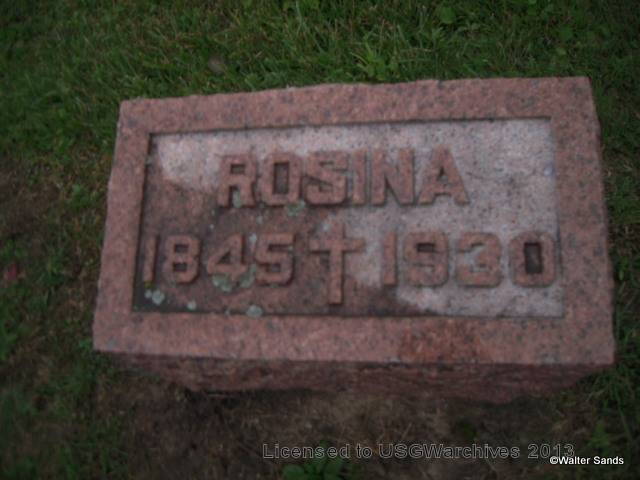 ROSINA
1845 1930
Licensed to USGWarchives 2013
©Walter Sands